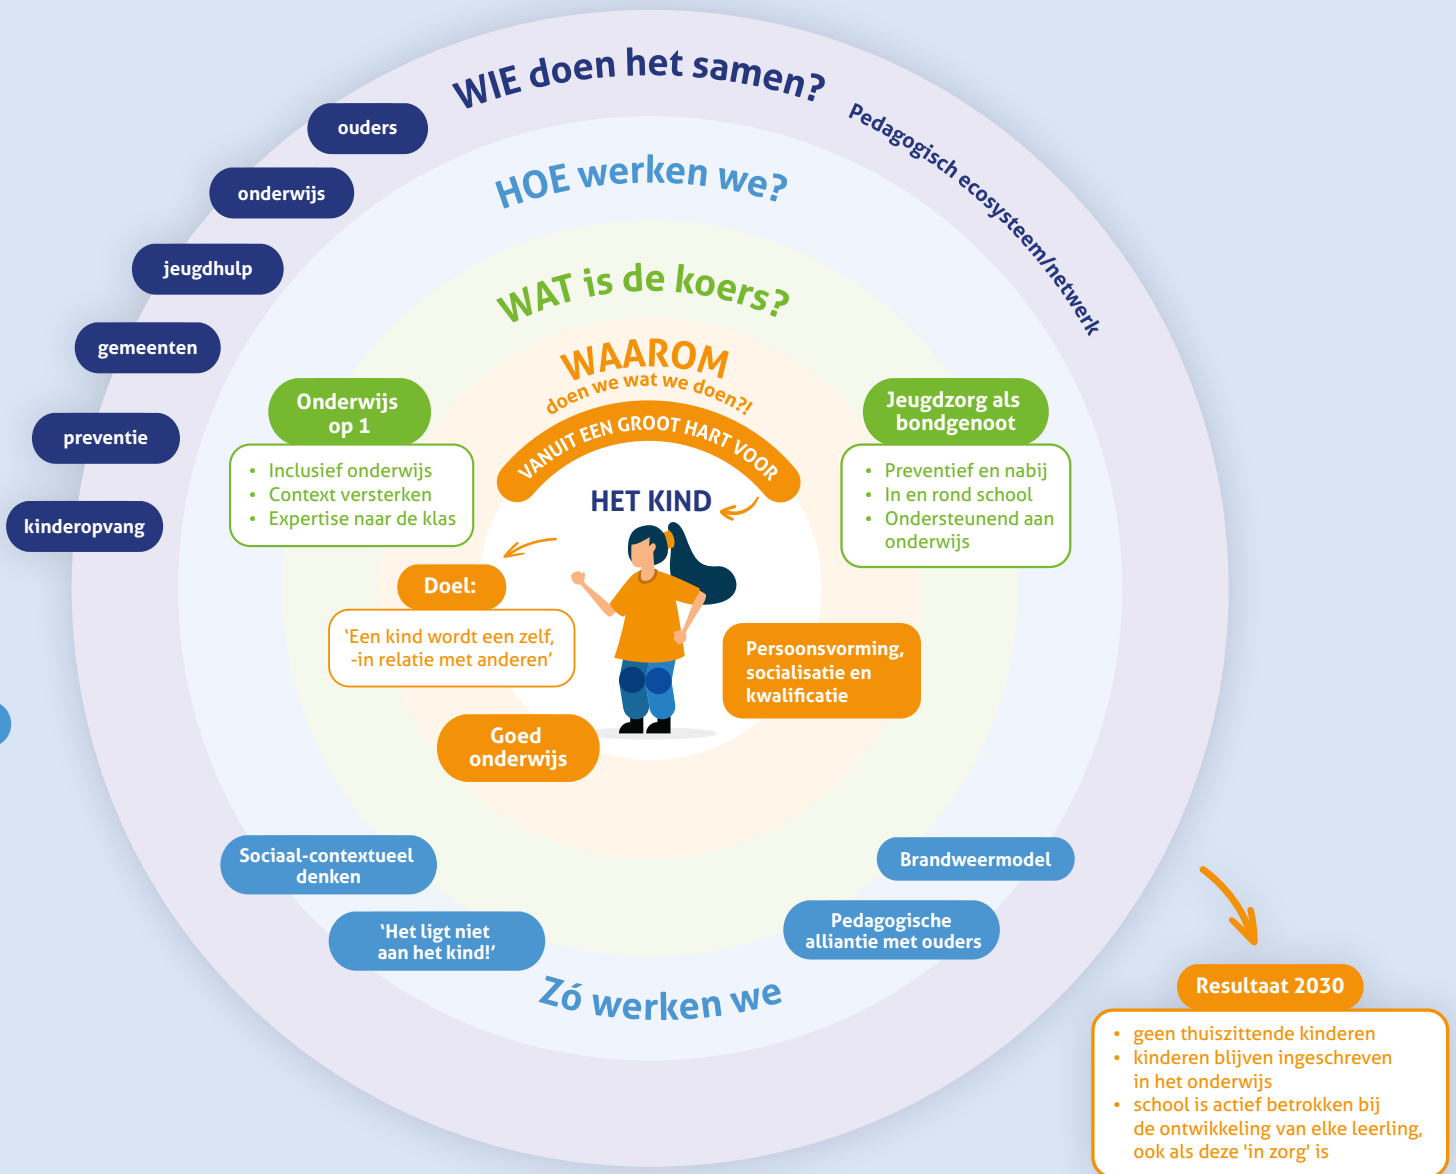 WIE doen het samen?
Pedagogisch ecosysteem/netwerk
ouders
onderwijs
jeugdhulp
gemeenten
preventie
kinderopvang
HOE werken we?
WAT is de koers?
Onderwijs
op 1
• Inclusief onderwijs
• Context versterken
• Expertise naar de klas
Jeugdzorg als
bondgenoot
• Preventief en nabij
• In en rond school
• Ondersteunend aan
onderwijs
WAAROM
doen we wat we doen?!
VANUIT EEN GROOT HART VOOR
HET KIND
Doel:
‘Een kind wordt een zelf,
-in relatie met anderen’
Persoonsvorming,
socialisatie en
kwalificatie
Goed
onderwijs
Sociaal-contextueel
denken
‘Het ligt niet
aan het kind!’
Brandweermodel
Pedagogische
alliantie met ouders
Zó werken we
Resultaat 2030
• geen thuiszittende kinderen
• kinderen blijven ingeschreven
in het onderwijs
• school is actief betrokken bij
de ontwikkeling van elke leerling,
ook als deze 'in zorg' is